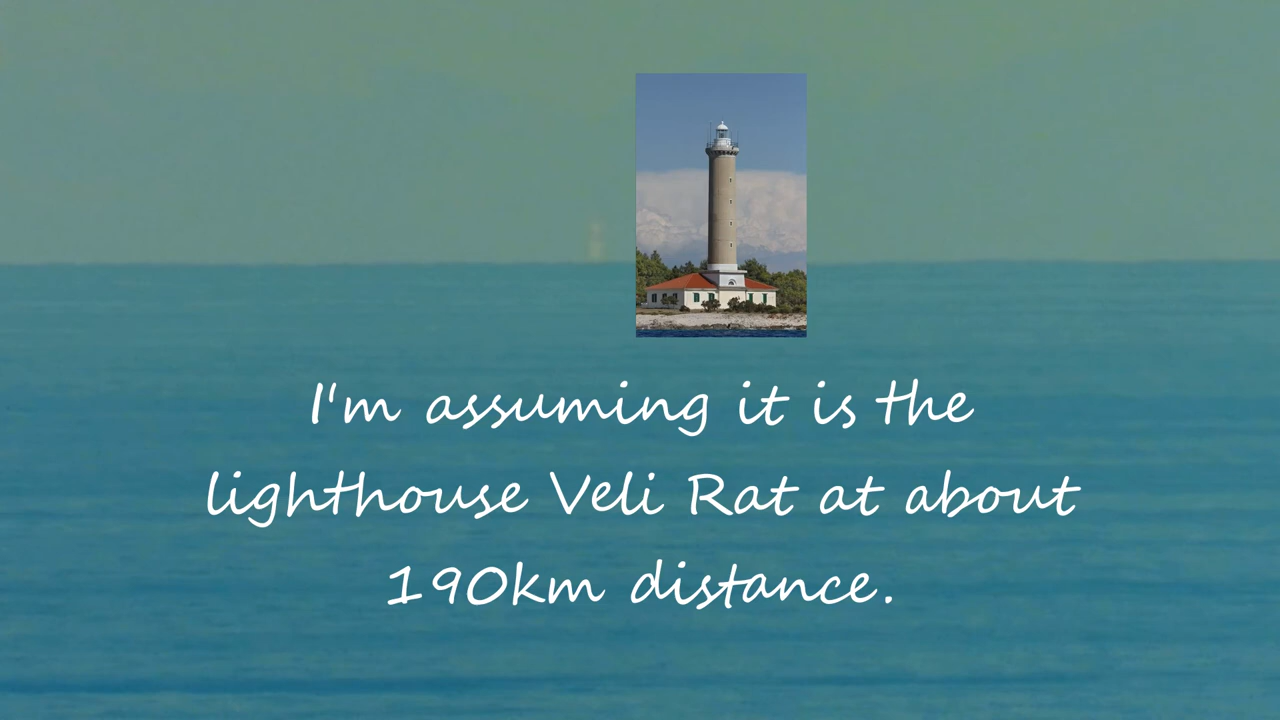 I'm assuming it is the
lighthouse Veli Rat at about
190km distance.